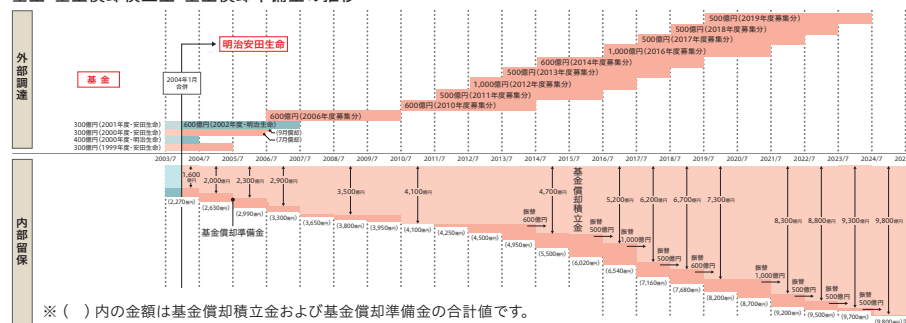 外部調達
基金
明治安田生命
2004年1月
合併
500億円(2019年度募集分)
500億円(2018年度募集分)
500億円(2017年度募集分)
1,000億円(2016年度募集分)
600億円(2014年度募集分)
500億円(2013年度募集分)
1,000億円(2012年度募集分)
500億円(2011年度募集分)
600億円(2010年度募集分)
600億円(2006年度募集分)
300億円(2001年度・安田生命)
600億円(2002年度・明治生命)
300億円(2000年度・安田生命)
(9月償却)
400億円(2000年度・明治生命)
(7月償却)
300億円(1999年度・安田生命)
2003/7 2004/7 2005/7 2006/7 2007/7 2008/7 2009/7 2010/7 2011/7 2012/7 2013/7 2014/7 2015/7 2016/7 2017/7 2018/7 2019/7 2020/7 2021/7 2022/7 2023/7 2024/7
内部留保
1,600億円
2,000億円
2,300億円
2,900億円
3,500億円
4,100億円
4,700億円
基金償却積立金
5,200億円
6,200億円
6,700億円
7,300億円
8,300億円
8,800億円
9,300億円
9,800億円
(2,270億円)
(2,630億円)
(2,990億円)
(3,300億円)
(3,650億円)
(3,800億円)
(3,950億円)
(4,100億円)
(4,250億円)
(4,500億円)
(4,950億円)
(5,500億円)
(6,020億円)
(6,540億円)
(7,160億円)
(7,680億円)
(8,200億円)
(8,700億円)
(9,200億円)
(9,500億円)
(9,700億円)
(9,800億円)
基金償却準備金
振替
600億円
振替
500億円
振替
1,000億円
振替
500億円
振替
600億円
振替
1,000億円
振替
500億円
振替
500億円
振替
500億円
※( )内の金額は基金償却積立金および基金償却準備金の合計値です。